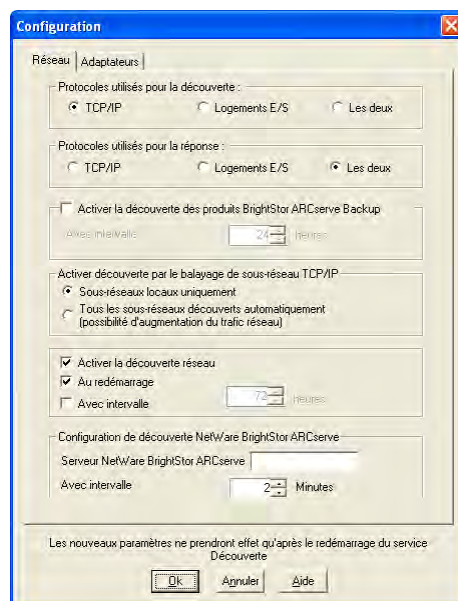 Configuration
Réseau
Adaptateurs
Protocoles utilisés pour la découverte :
TCP/IP
Logements E/S
Les deux
Protocoles utilisés pour la réponse :
TCP/IP
Logements E/S
Les deux
Activer la découverte des produits BrightStor ARCserve Backup
Avec intervalle
24
heures
Activer découverte par le balayage de sous-réseau TCP/IP
Sous-réseaux locaux uniquement
Tous les sous-réseaux découverts automatiquement
(possibilité d'augmentation du trafic réseau)
Activer la découverte réseau
Au redémarrage
Avec intervalle
72
heures
Configuration de découverte NetWare BrightStor ARCserve
Serveur NetWare BrightStor ARCserve
Avec intervalle
2
Minutes
Les nouveaux paramètres ne prendront effet qu'après le redémarrage du service
Découverte
Ok
Annuler
Aide